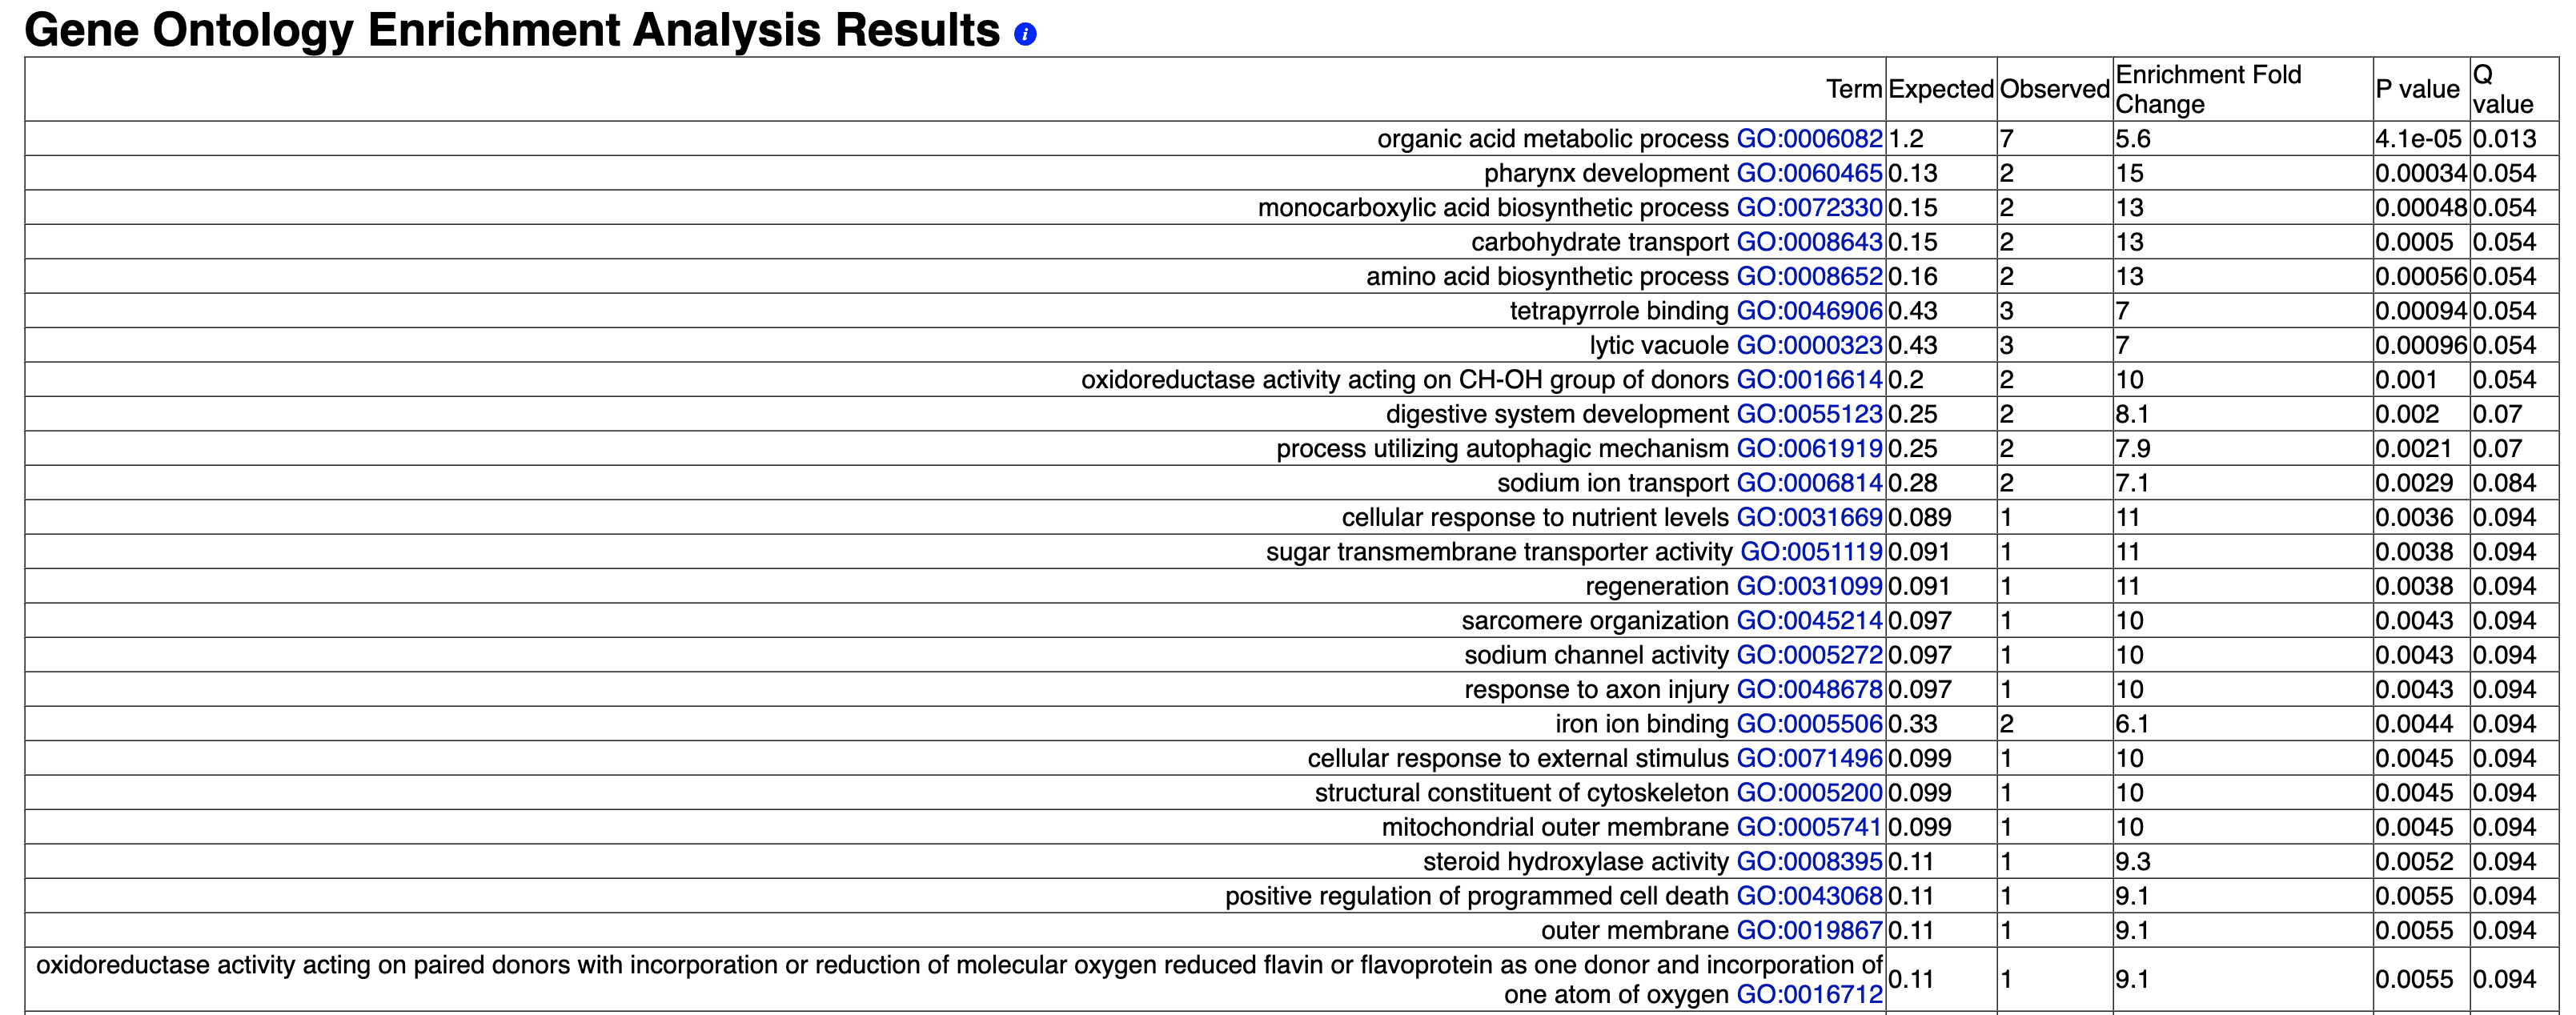 Gene Ontology Enrichment Analysis Results i
Term Expected Observed Enrichment Fold Change P value Q value
organic acid metabolic process GO:0006082 1.2 7 5.6 4.1e-05 0.013
pharynx development GO:0060465 0.13 2 15 0.00034 0.054
monocarboxylic acid biosynthetic process GO:0072330 0.15 2 13 0.00048 0.054
carbohydrate transport GO:0008643 0.15 2 13 0.0005 0.054
amino acid biosynthetic process GO:0008652 0.16 2 13 0.00056 0.054
tetrapyrrole binding GO:0046906 0.43 3 7 0.00094 0.054
lytic vacuole GO:0000323 0.43 3 7 0.00096 0.054
oxidoreductase activity acting on CH-OH group of donors GO:0016614 0.2 2 10 0.001 0.054
digestive system development GO:0055123 0.25 2 8.1 0.002 0.07
process utilizing autophagic mechanism GO:0061919 0.25 2 7.9 0.0021 0.07
sodium ion transport GO:0006814 0.28 2 7.1 0.0029 0.084
cellular response to nutrient levels GO:0031669 0.089 1 11 0.0036 0.094
sugar transmembrane transporter activity GO:0051119 0.091 1 11 0.0038 0.094
regeneration GO:0031099 0.091 1 11 0.0038 0.094
sarcomere organization GO:0045214 0.097 1 10 0.0043 0.094
sodium channel activity GO:0005272 0.097 1 10 0.0043 0.094
response to axon injury GO:0048678 0.097 1 10 0.0043 0.094
iron ion binding GO:0005506 0.33 2 6.1 0.0044 0.094
cellular response to external stimulus GO:0071496 0.099 1 10 0.0045 0.094
structural constituent of cytoskeleton GO:0005200 0.099 1 10 0.0045 0.094
mitochondrial outer membrane GO:0005741 0.099 1 10 0.0045 0.094
steroid hydroxylase activity GO:0008395 0.11 1 9.3 0.0052 0.094
positive regulation of programmed cell death GO:0043068 0.11 1 9.1 0.0055 0.094
outer membrane GO:0019867 0.11 1 9.1 0.0055 0.094
oxidoreductase activity acting on paired donors with incorporation or reduction of molecular oxygen reduced flavin or flavoprotein as one donor and incorporation of
one atom of oxygen GO:0016712 0.11 1 9.1 0.0055 0.094